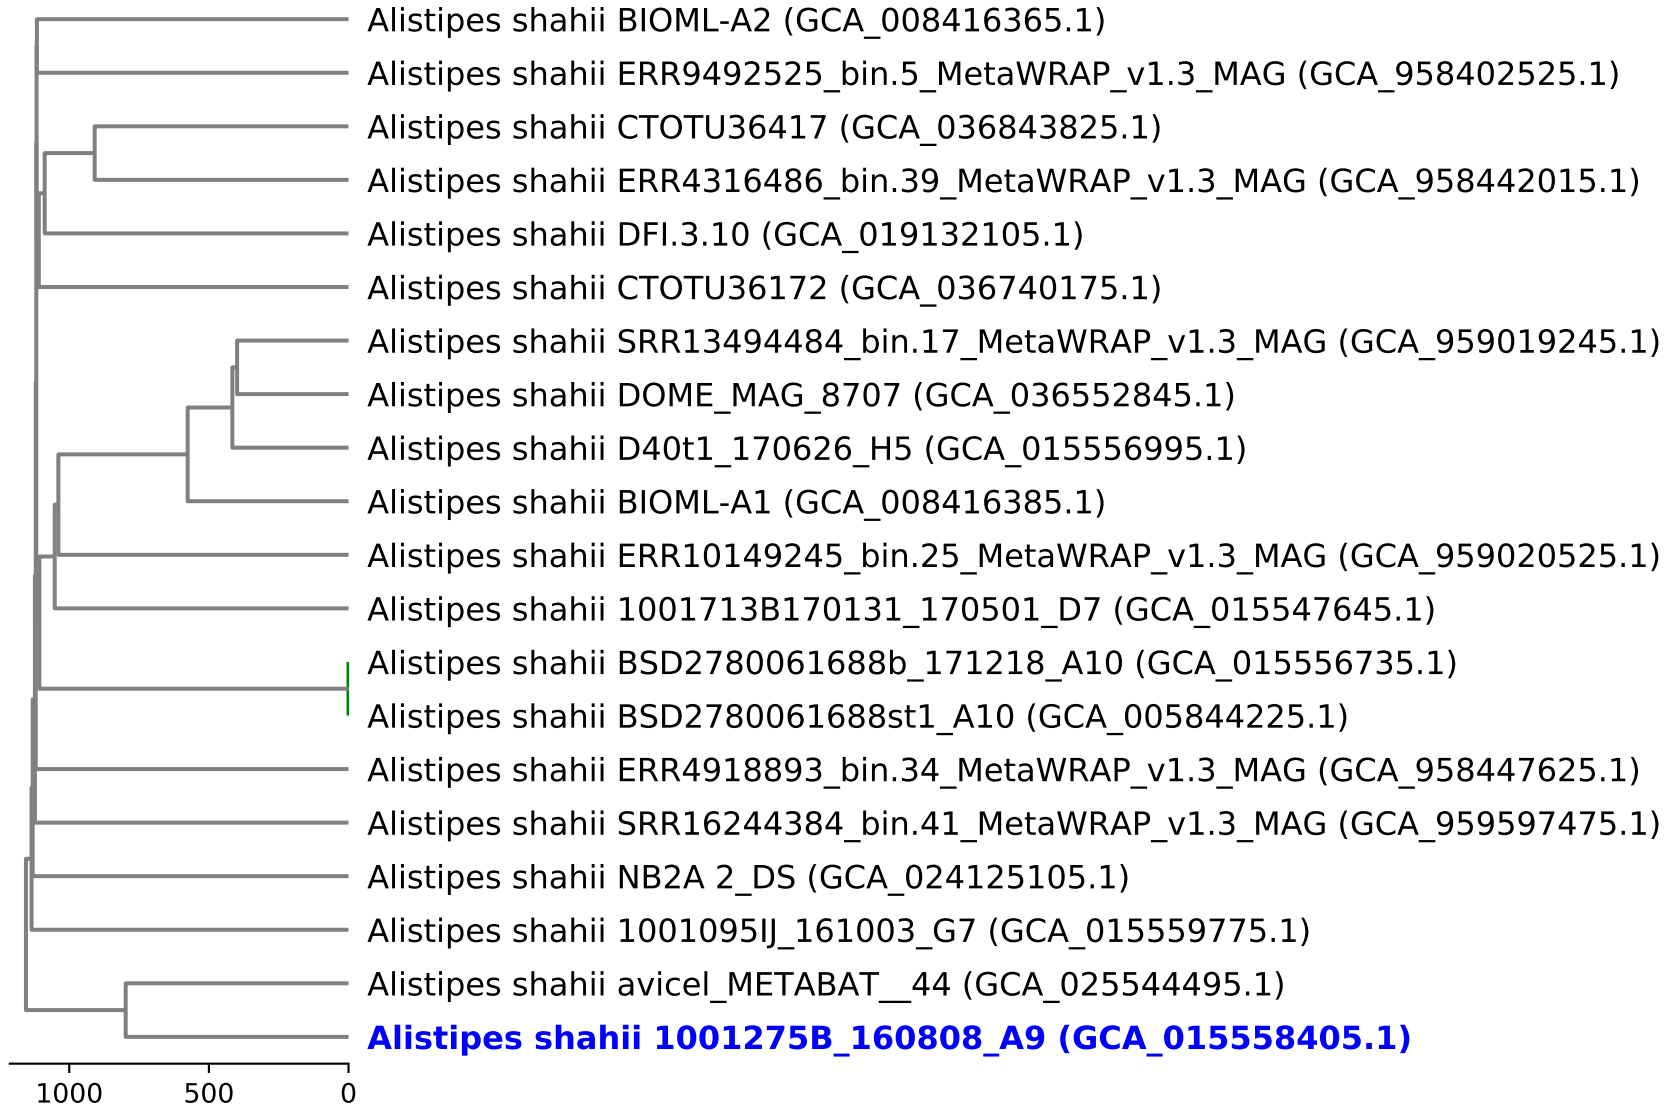 Alistipes shahii BIOML-A2 (GCA_008416365.1)
Alistipes shahii ERR9492525_bin.5_MetaWRAP_v1.3_MAG (GCA_958402525.1)
Alistipes shahii CTOTU36417 (GCA_036843825.1)
Alistipes shahii ERR4316486_bin.39_MetaWRAP_v1.3_MAG (GCA_958442015.1)
Alistipes shahii DFI.3.10 (GCA_019132105.1)
Alistipes shahii CTOTU36172 (GCA_036740175.1)
Alistipes shahii SRR13494484_bin.17_MetaWRAP_v1.3_MAG (GCA_959019245.1)
Alistipes shahii DOME_MAG_8707 (GCA_036552845.1)
Alistipes shahii D40t1_170626_H5 (GCA_015556995.1)
Alistipes shahii BIOML-A1 (GCA_008416385.1)
Alistipes shahii ERR10149245_bin.25_MetaWRAP_v1.3_MAG (GCA_959020525.1)
Alistipes shahii 1001713B170131_170501_D7 (GCA_015547645.1)
Alistipes shahii BSD2780061688b_171218_A10 (GCA_015556735.1)
Alistipes shahii BSD2780061688st1_A10 (GCA_005844225.1)
Alistipes shahii ERR4918893_bin.34_MetaWRAP_v1.3_MAG (GCA_958447625.1)
Alistipes shahii SRR16244384_bin.41_MetaWRAP_v1.3_MAG (GCA_959597475.1)
Alistipes shahii NB2A 2_DS (GCA_024125105.1)
Alistipes shahii 1001095IJ_161003_G7 (GCA_015559775.1)
Alistipes shahii avicel_METABAT__44 (GCA_025544495.1)
Alistipes shahii 1001275B_160808_A9 (GCA_015558405.1)
1000 500 0